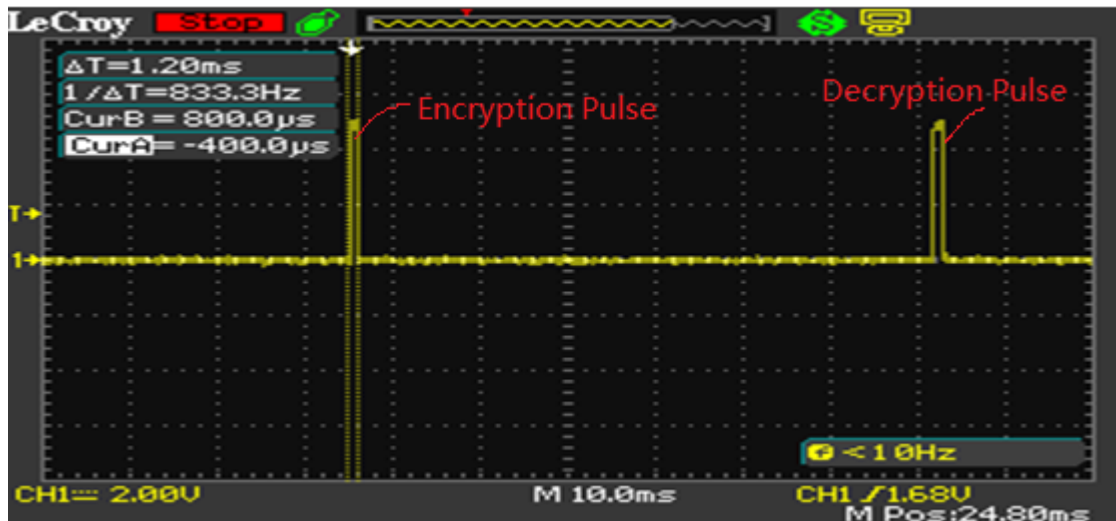 LeCroy Stop
ΔT=1.20ms
1/ΔT=833.3Hz
CurB = 800.0µs
CurA= -400.0µs
Encryption Pulse
Decryption Pulse
T
1
<10Hz
CH1 2.00V M 10.0ms CH1 /1.68V
M Pos:24.80ms